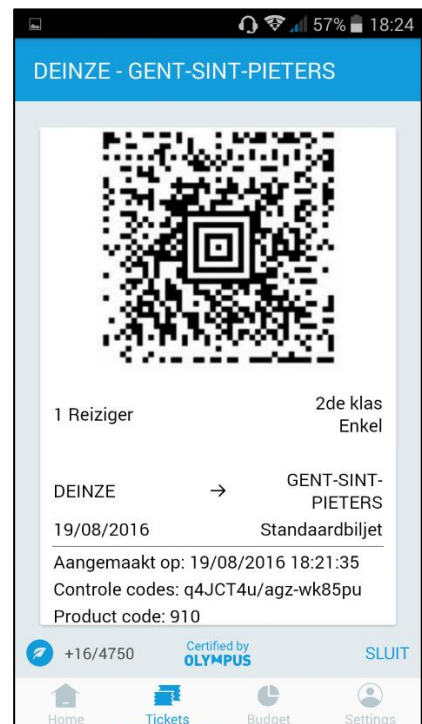 57% 18:24
DEINZE - GENT-SINT-PIETERS
1 Reiziger
2de klas
Enkel
DEINZE → GENT-SINT-
PIETERS
19/08/2016 Standaardbiljet
Aangemaakt op: 19/08/2016 18:21:35
Controle codes: q4JCT4u/agz-wk85pu
Product code: 910
+16/4750
Certified by
OLYMPUS
SLUIT
Home Tickets Budget Settings